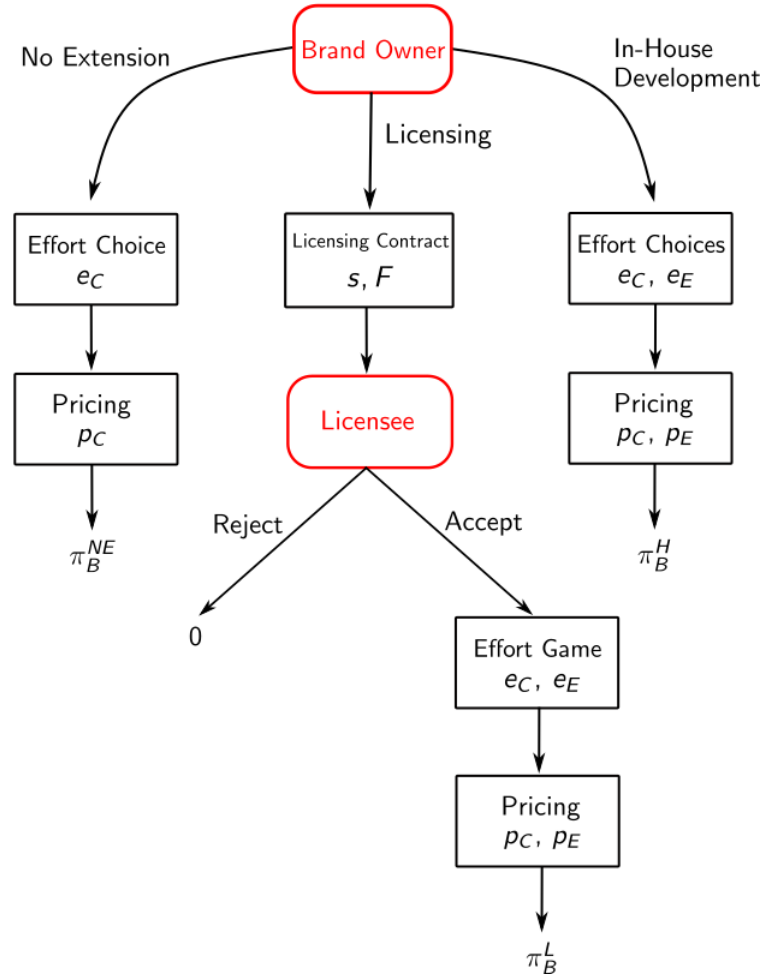 Brand Owner
No Extension
In-House
Development
Licensing
Effort Choice
e_C
Licensing Contract
s, F
Effort Choices
e_C, e_E
Pricing
p_C
Licensee
Pricing
p_C, p_E
Reject
Accept
π_B^{NE}
π_B^H
0
Effort Game
e_C, e_E
Pricing
p_C, p_E
π_B^L